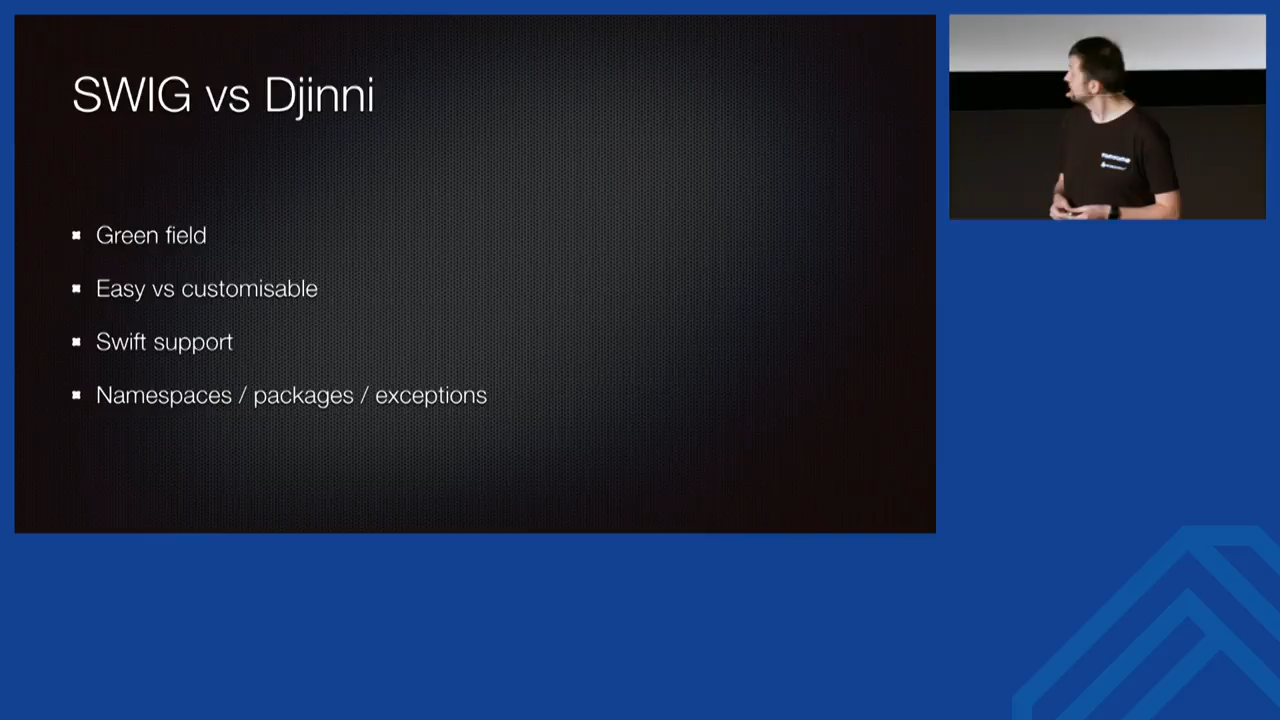 SWIG vs Djinni
Green field
Easy vs customisable
Swift support
Namespaces / packages / exceptions